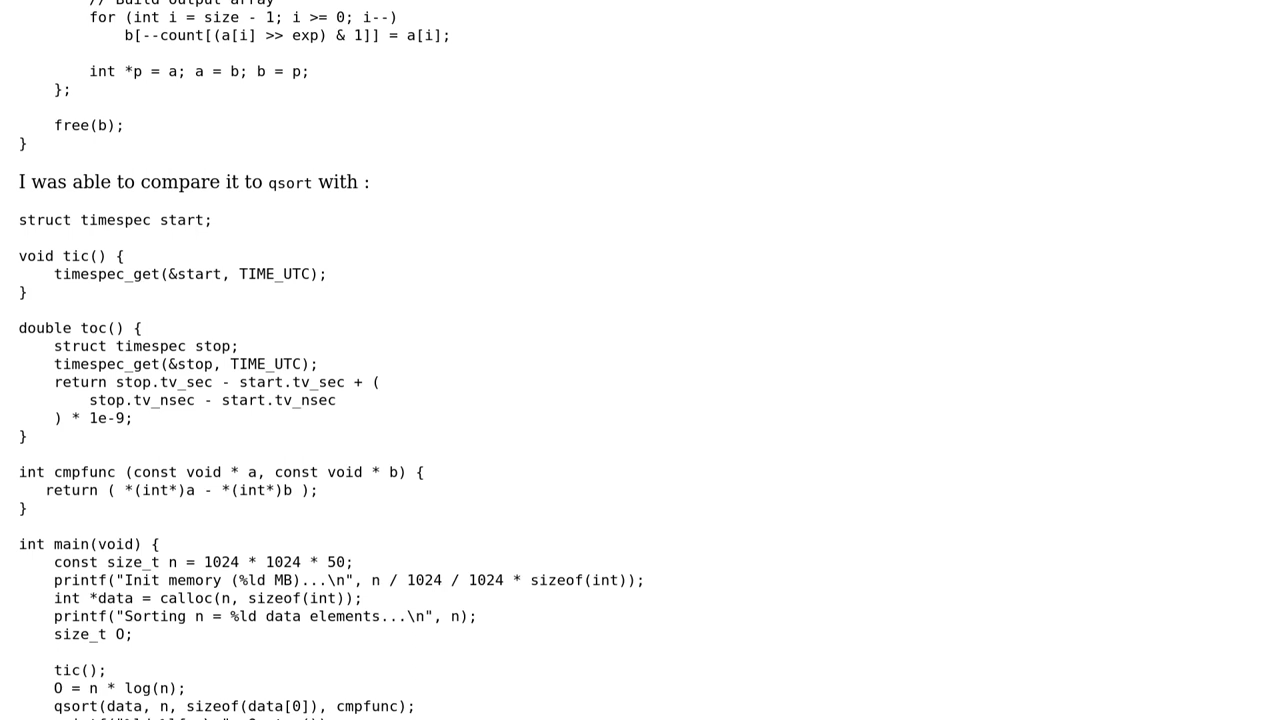 // Build output array
for (int i = size - 1; i >= 0; i--)
b[--count[(a[i] >> exp) & 1]] = a[i];
int *p = a; a = b; b = p;
};
free(b);
}
I was able to compare it to qsort with :
struct timespec start;
void tic() {
timespec_get(&start, TIME_UTC);
}
double toc() {
struct timespec stop;
timespec_get(&stop, TIME_UTC);
return stop.tv_sec - start.tv_sec + (
stop.tv_nsec - start.tv_nsec
) * 1e-9;
}
int cmpfunc (const void * a, const void * b) {
return ( *(int*)a - *(int*)b );
}
int main(void) {
const size_t n = 1024 * 1024 * 50;
printf("Init memory (%ld MB)...\n", n / 1024 / 1024 * sizeof(int));
int *data = calloc(n, sizeof(int));
printf("Sorting n = %ld data elements...\n", n);
size_t O;
tic();
O = n * log(n);
qsort(data, n, sizeof(data[0]), cmpfunc);